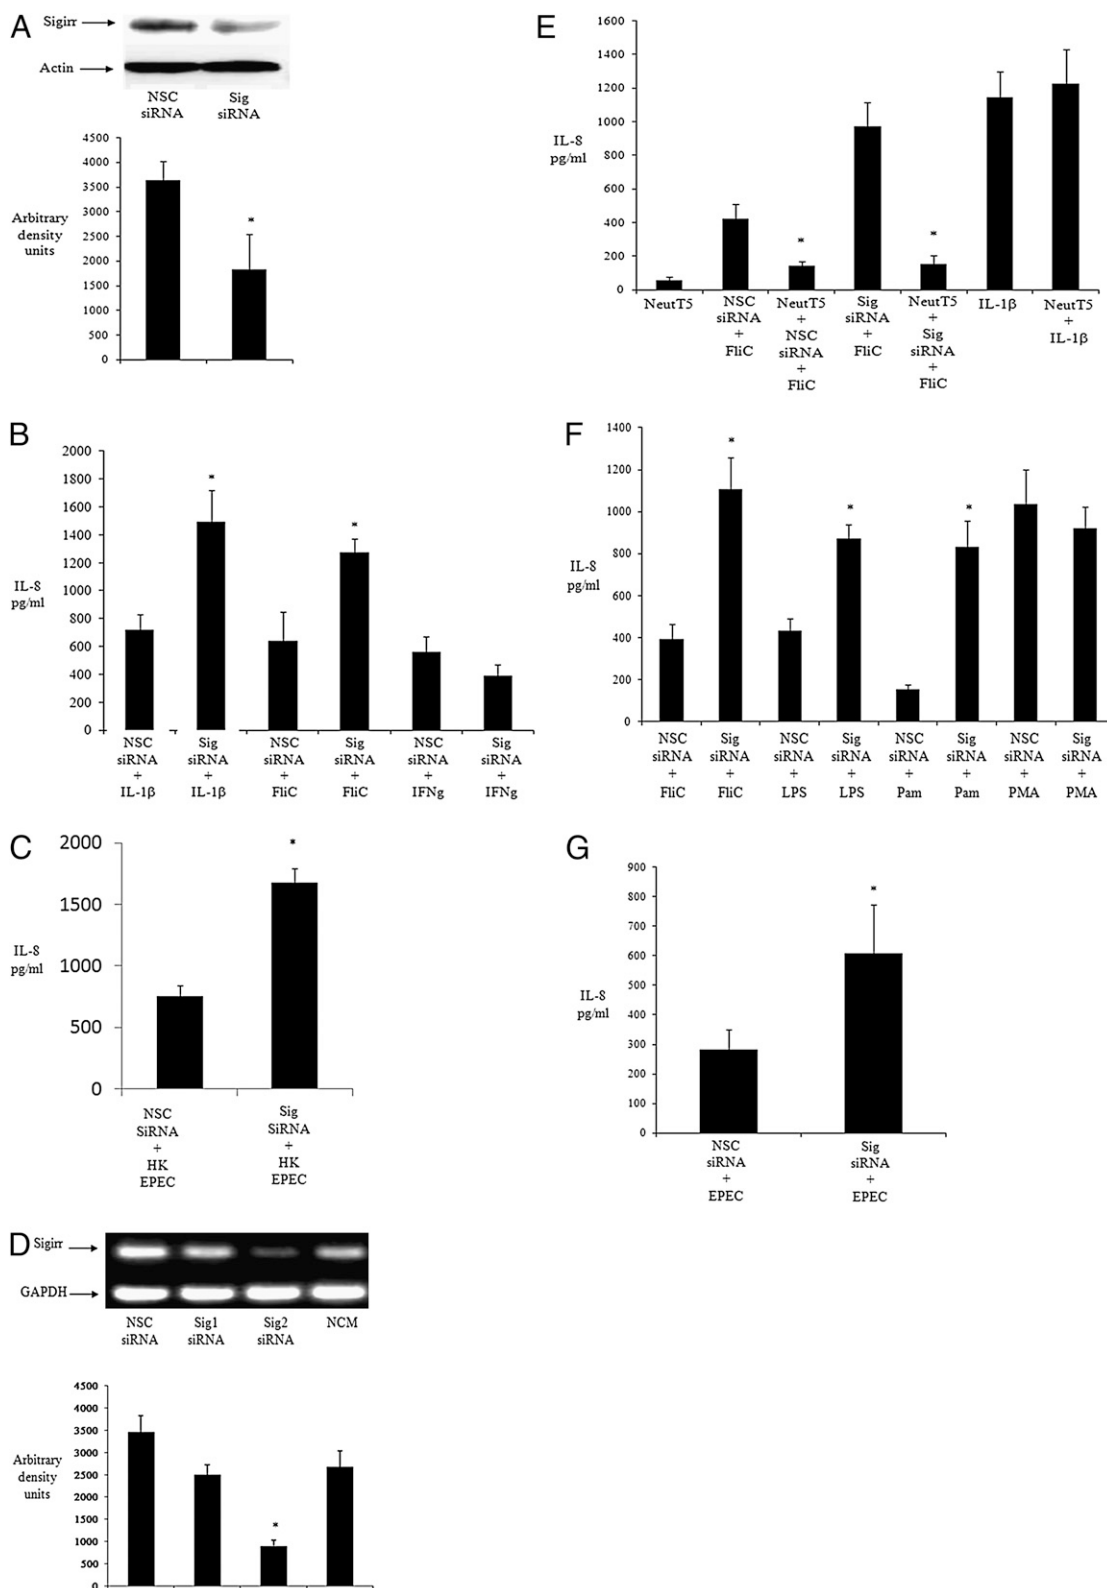 A
Sigirr
Actin
NSC
siRNA
Sig
siRNA
4500
4000
3500
3000
2500
2000
1500
1000
500
0
Arbitrary
density
units
*
B
2000
1800
1600
1400
1200
1000
800
600
400
200
0
IL-8
pg/ml
*
*
NSC
siRNA
+
IL-1β
Sig
siRNA
+
IL-1β
NSC
siRNA
+
FliC
Sig
siRNA
+
FliC
NSC
siRNA
+
IFNg
Sig
siRNA
+
IFNg
C
2000
1500
1000
500
0
IL-8
pg/ml
*
NSC
SiRNA
+
HK
EPEC
Sig
SiRNA
+
HK
EPEC
D
Sigirr
GAPDH
NSC
siRNA
Sig1
siRNA
Sig2
siRNA
NCM
4500
4000
3500
3000
2500
2000
1500
1000
500
0
Arbitrary
density
units
*
E
1600
1400
1200
1000
800
600
400
200
0
IL-8
pg/ml
*
*
NeutT5
NSC
siRNA
+
FliC
NeutT5
+
NSC
siRNA
+
FliC
Sig
siRNA
+
FliC
NeutT5
+
Sig
siRNA
+
FliC
IL-1β
NeutT5
+
IL-1β
F
1400
1200
1000
800
600
400
200
0
IL-8
pg/ml
*
*
*
NSC
siRNA
+
FliC
Sig
siRNA
+
FliC
NSC
siRNA
+
LPS
Sig
siRNA
+
LPS
NSC
siRNA
+
Pam
Sig
siRNA
+
Pam
NSC
siRNA
+
PMA
Sig
siRNA
+
PMA
G
900
800
700
600
500
400
300
200
100
0
IL-8
pg/ml
*
NSC
siRNA
+
EPEC
Sig
siRNA
+
EPEC